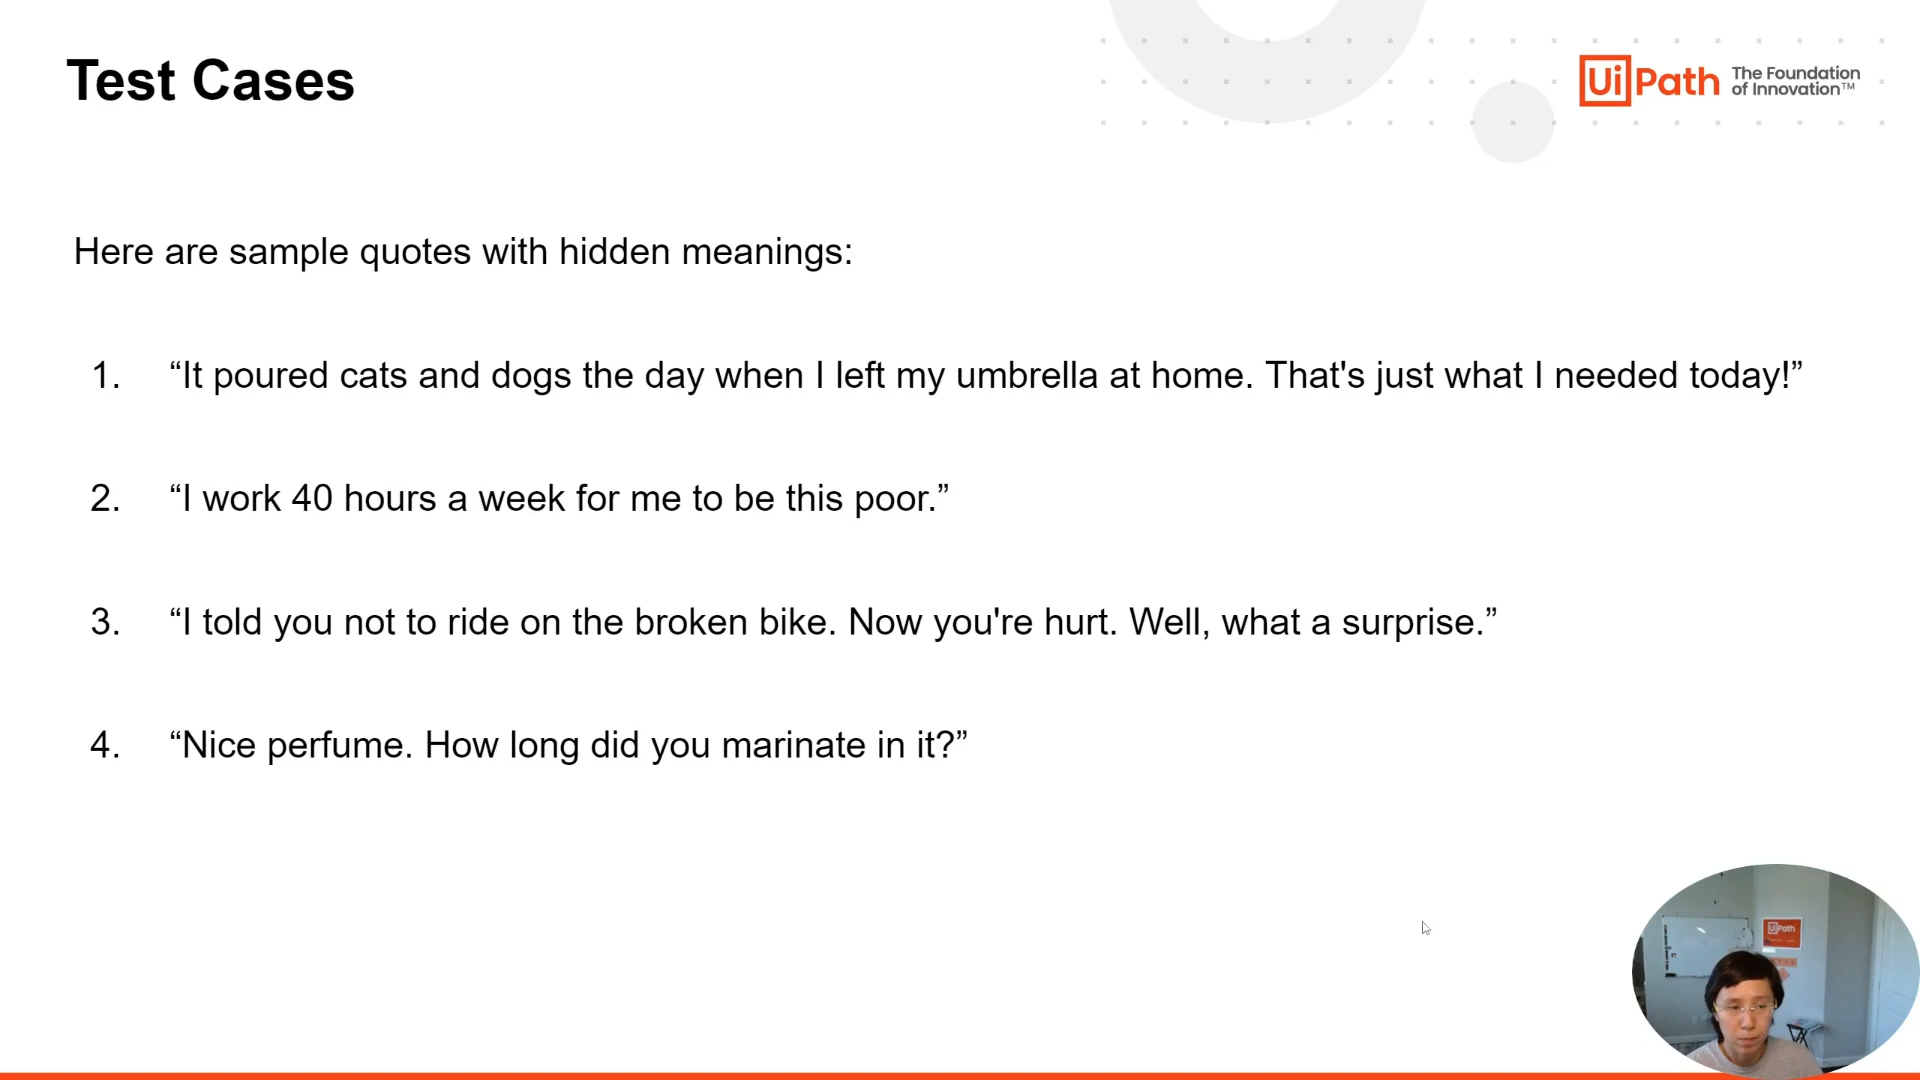 Test Cases
UiPath The Foundation of Innovation™
Here are sample quotes with hidden meanings:
1. “It poured cats and dogs the day when I left my umbrella at home. That's just what I needed today!”
2. “I work 40 hours a week for me to be this poor.”
3. “I told you not to ride on the broken bike. Now you're hurt. Well, what a surprise.”
4. “Nice perfume. How long did you marinate in it?”
UiPath